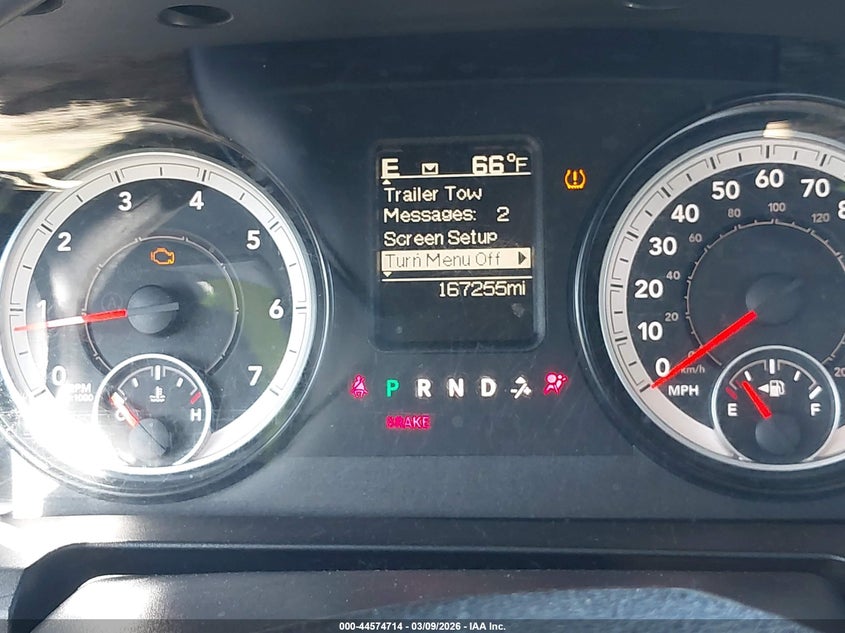 E 66°F
Trailer Tow
Messages: 2
Screen Setup
Turn Menu Off
167255mi
0 1 2 3 4 5 6 7
RPM
x1000
C H
P R N D
BRAKE
0 10 20 30 40 50 60 70 8
20 40 60 80 100 120 20
km/h
MPH
E F
000-44574714 - 03/09/2026 - IAA Inc.